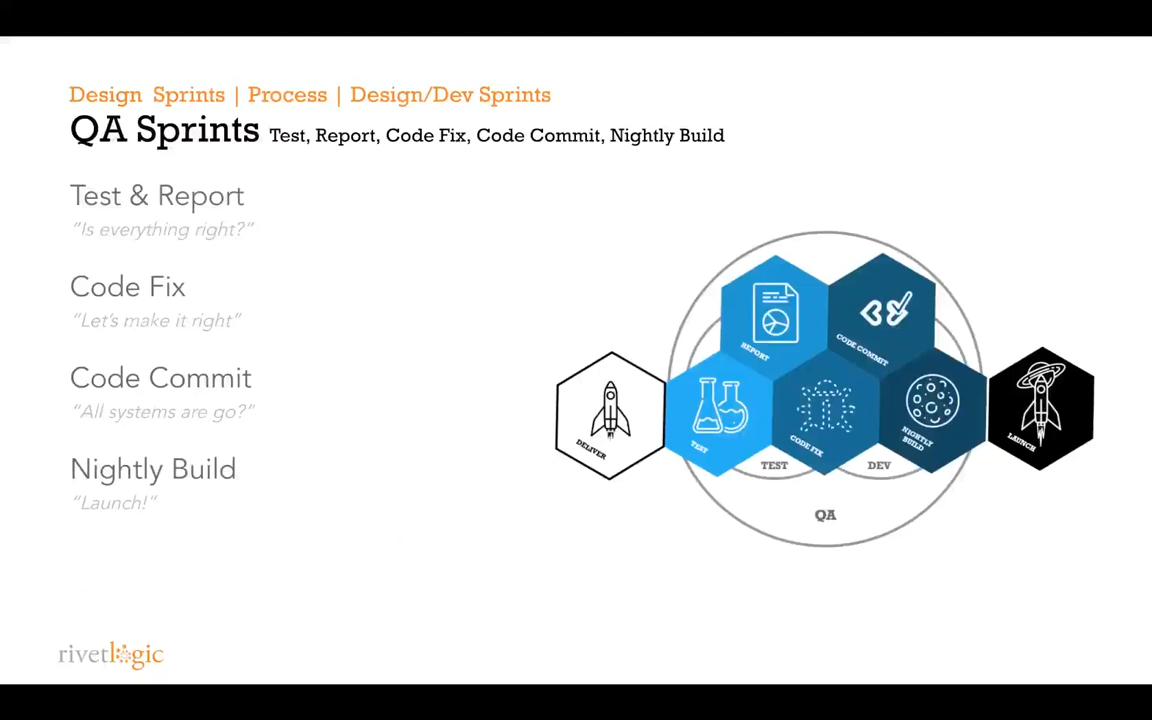 Design Sprints | Process | Design/Dev Sprints
QA Sprints Test, Report, Code Fix, Code Commit, Nightly Build
Test & Report
"Is everything right?"
Code Fix
"Let's make it right"
Code Commit
"All systems are go?"
Nightly Build
"Launch!"
REPORT
CODE COMMIT
DELIVER
TEST
CODE FIX
NIGHTLY
BUILD
LAUNCH
TEST
DEV
QA
rivetlogic